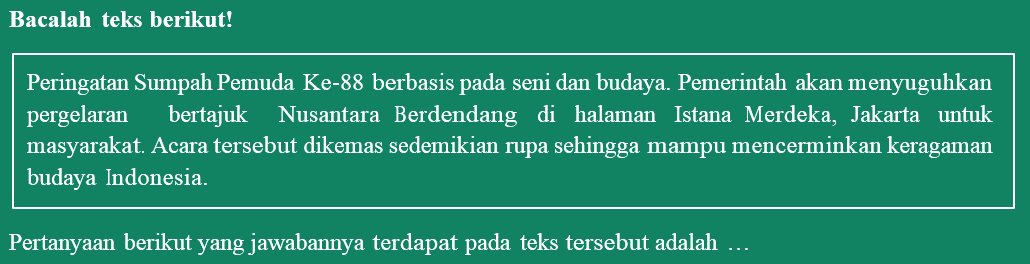 Bacalah teks berikut!
Peringatan Sumpah Pemuda Ke-88 berbasis pada seni dan budaya. Pemerintah akan menyuguhkan
pergelaran bertajuk Nusantara Berdendang di halaman Istana Merdeka, Jakarta untuk
masyarakat. Acara tersebut dikemas sedemikian rupa sehingga mampu mencerminkan keragaman
budaya Indonesia.
Pertanyaan berikut yang jawabannya terdapat pada teks tersebut adalah …